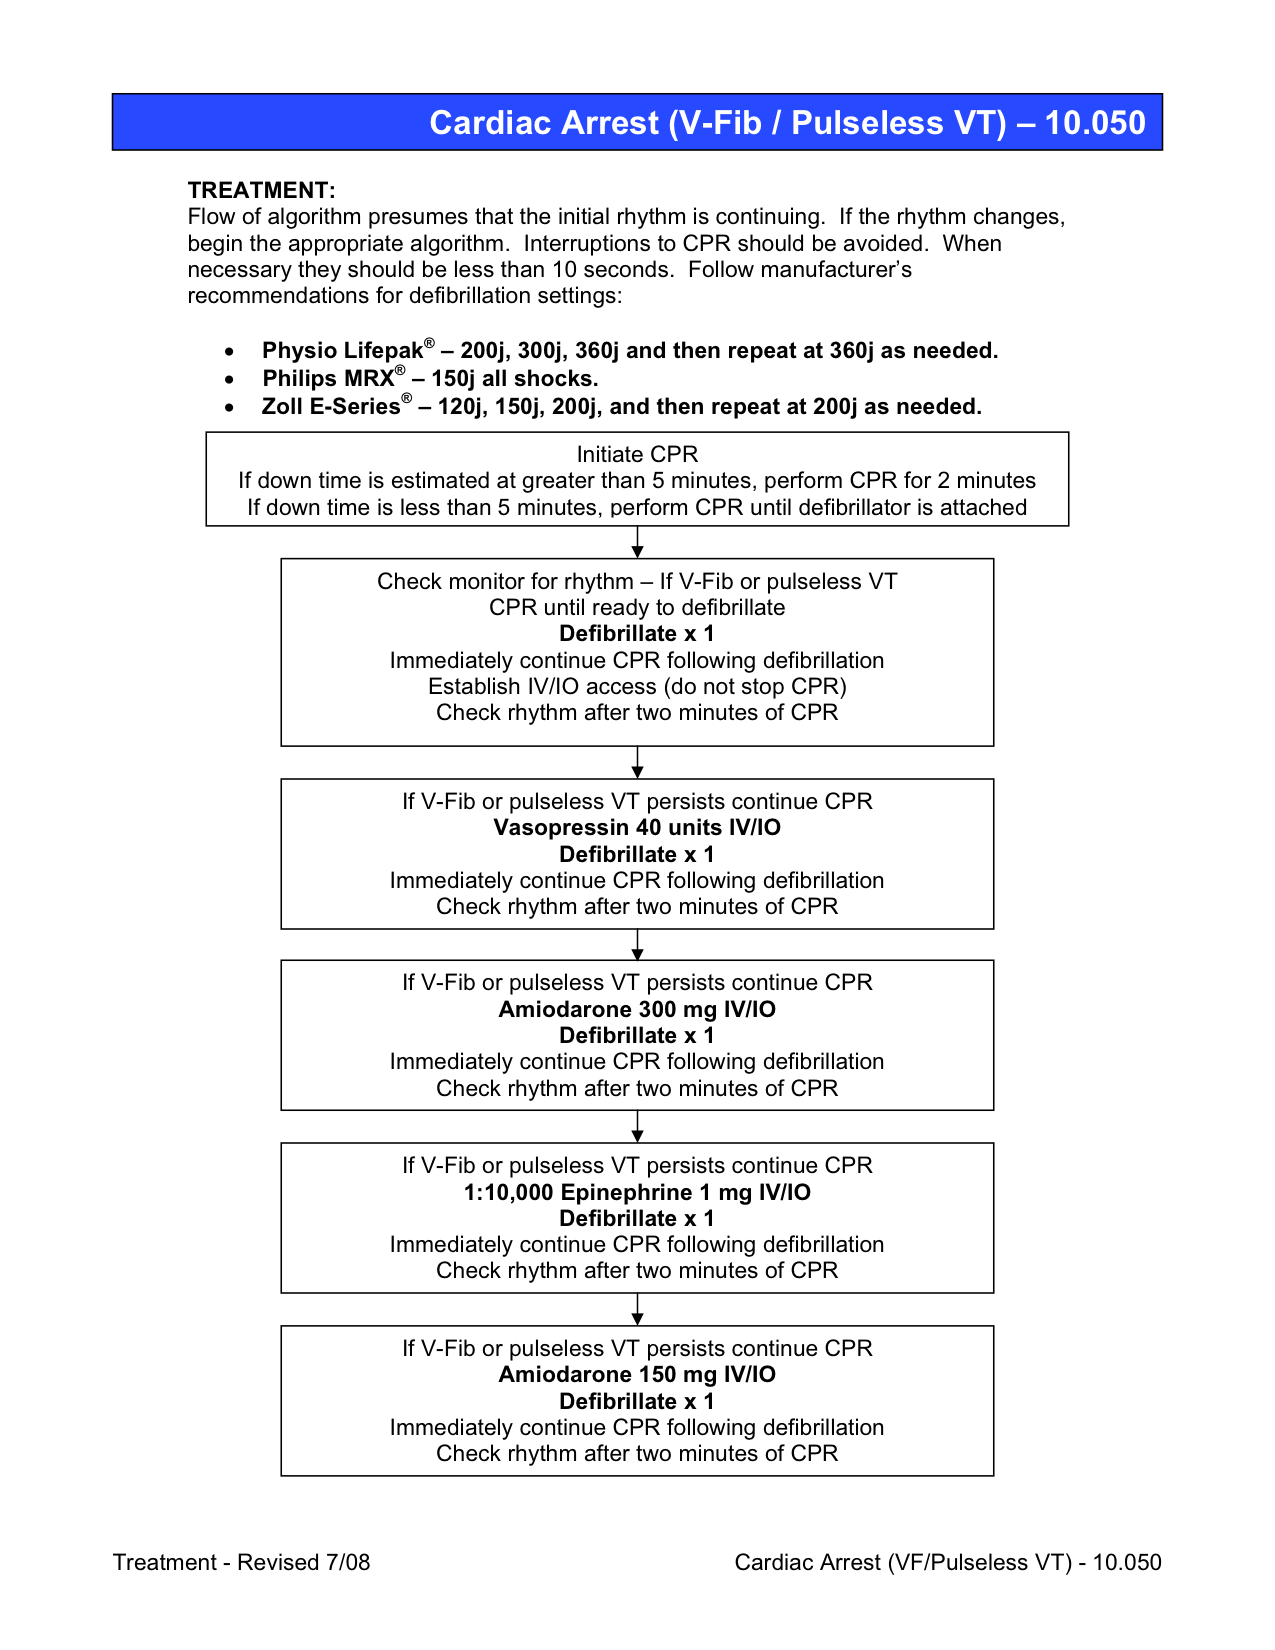 Cardiac Arrest (V-Fib / Pulseless VT) – 10.050
TREATMENT:
Flow of algorithm presumes that the initial rhythm is continuing.  If the rhythm changes,
begin the appropriate algorithm.  Interruptions to CPR should be avoided.  When
necessary they should be less than 10 seconds.  Follow manufacturer’s
recommendations for defibrillation settings:
• Physio Lifepak® – 200j, 300j, 360j and then repeat at 360j as needed.
• Philips MRX® – 150j all shocks.
• Zoll E-Series® – 120j, 150j, 200j, and then repeat at 200j as needed.
Initiate CPR
If down time is estimated at greater than 5 minutes, perform CPR for 2 minutes
If down time is less than 5 minutes, perform CPR until defibrillator is attached
Check monitor for rhythm – If V-Fib or pulseless VT
CPR until ready to defibrillate
Defibrillate x 1
Immediately continue CPR following defibrillation
Establish IV/IO access (do not stop CPR)
Check rhythm after two minutes of CPR
If V-Fib or pulseless VT persists continue CPR
Vasopressin 40 units IV/IO
Defibrillate x 1
Immediately continue CPR following defibrillation
Check rhythm after two minutes of CPR
If V-Fib or pulseless VT persists continue CPR
Amiodarone 300 mg IV/IO
Defibrillate x 1
Immediately continue CPR following defibrillation
Check rhythm after two minutes of CPR
If V-Fib or pulseless VT persists continue CPR
1:10,000 Epinephrine 1 mg IV/IO
Defibrillate x 1
Immediately continue CPR following defibrillation
Check rhythm after two minutes of CPR
If V-Fib or pulseless VT persists continue CPR
Amiodarone 150 mg IV/IO
Defibrillate x 1
Immediately continue CPR following defibrillation
Check rhythm after two minutes of CPR
Treatment - Revised 7/08
Cardiac Arrest (VF/Pulseless VT) - 10.050